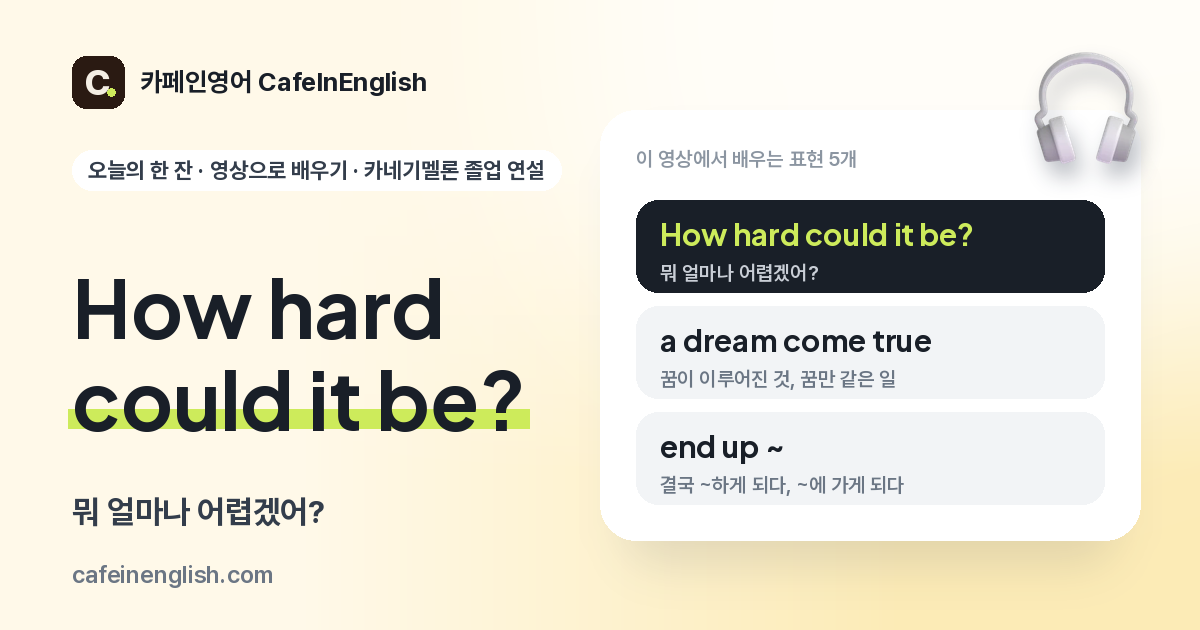 C
카페인영어 CafeInEnglish
오늘의 한 잔 · 영상으로 배우기 · 카네기멜론 졸업 연설
How hard
could it be?
뭐 얼마나 어렵겠어?
cafeinenglish.com
이 영상에서 배우는 표현 5개
How hard could it be?
뭐 얼마나 어렵겠어?
a dream come true
꿈이 이루어진 것, 꿈만 같은 일
end up ~
결국 ~하게 되다, ~에 가게 되다